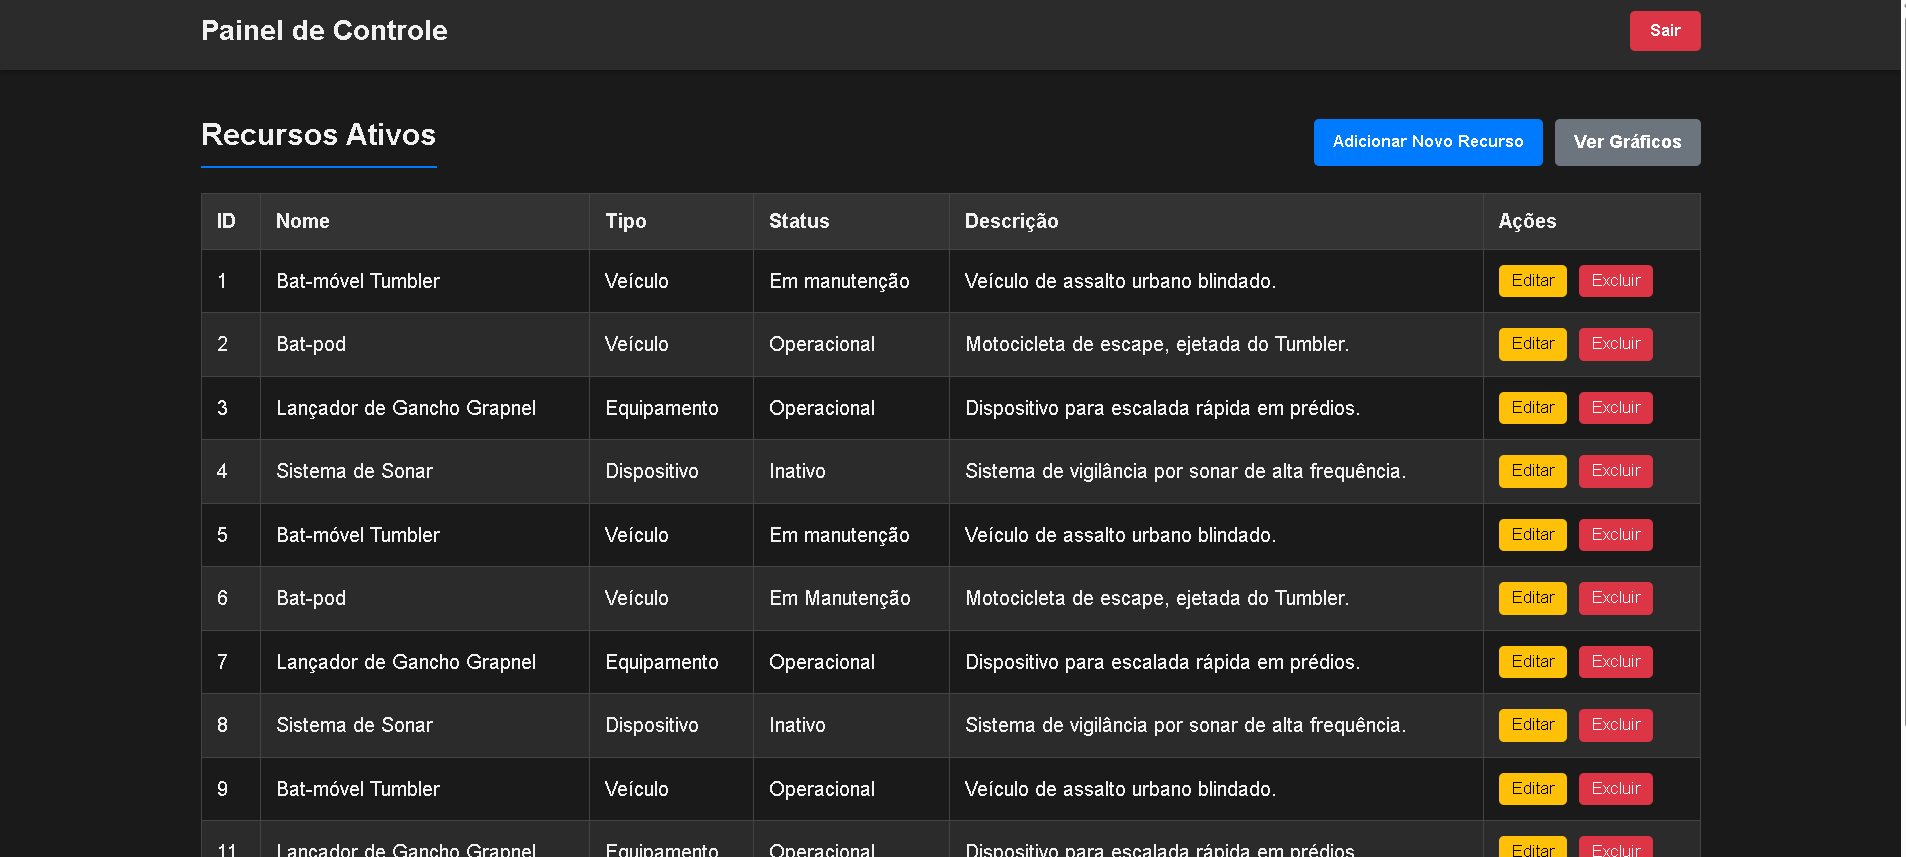 Painel de Controle Sair
Recursos Ativos Adicionar Novo Recurso Ver Gráficos
ID Nome Tipo Status Descrição Ações
1 Bat-móvel Tumbler Veículo Em manutenção Veículo de assalto urbano blindado. Editar Excluir
2 Bat-pod Veículo Operacional Motocicleta de escape, ejetada do Tumbler. Editar Excluir
3 Lançador de Gancho Grapnel Equipamento Operacional Dispositivo para escalada rápida em prédios. Editar Excluir
4 Sistema de Sonar Dispositivo Inativo Sistema de vigilância por sonar de alta frequência. Editar Excluir
5 Bat-móvel Tumbler Veículo Em manutenção Veículo de assalto urbano blindado. Editar Excluir
6 Bat-pod Veículo Em Manutenção Motocicleta de escape, ejetada do Tumbler. Editar Excluir
7 Lançador de Gancho Grapnel Equipamento Operacional Dispositivo para escalada rápida em prédios. Editar Excluir
8 Sistema de Sonar Dispositivo Inativo Sistema de vigilância por sonar de alta frequência. Editar Excluir
9 Bat-móvel Tumbler Veículo Operacional Veículo de assalto urbano blindado. Editar Excluir
11 Lançador de Gancho Grapnel Equipamento Operacional Dispositivo para escalada rápida em prédios. Editar Excluir